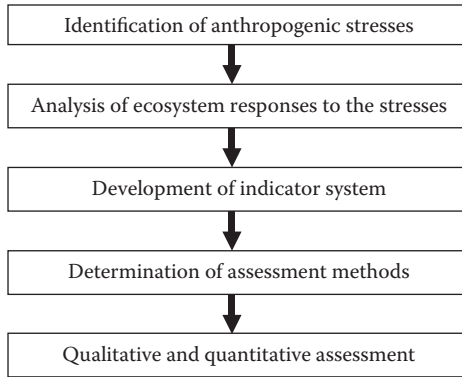 Identification of anthropogenic stresses
Analysis of ecosystem responses to the stresses
Development of indicator system
Determination of assessment methods
Qualitative and quantitative assessment